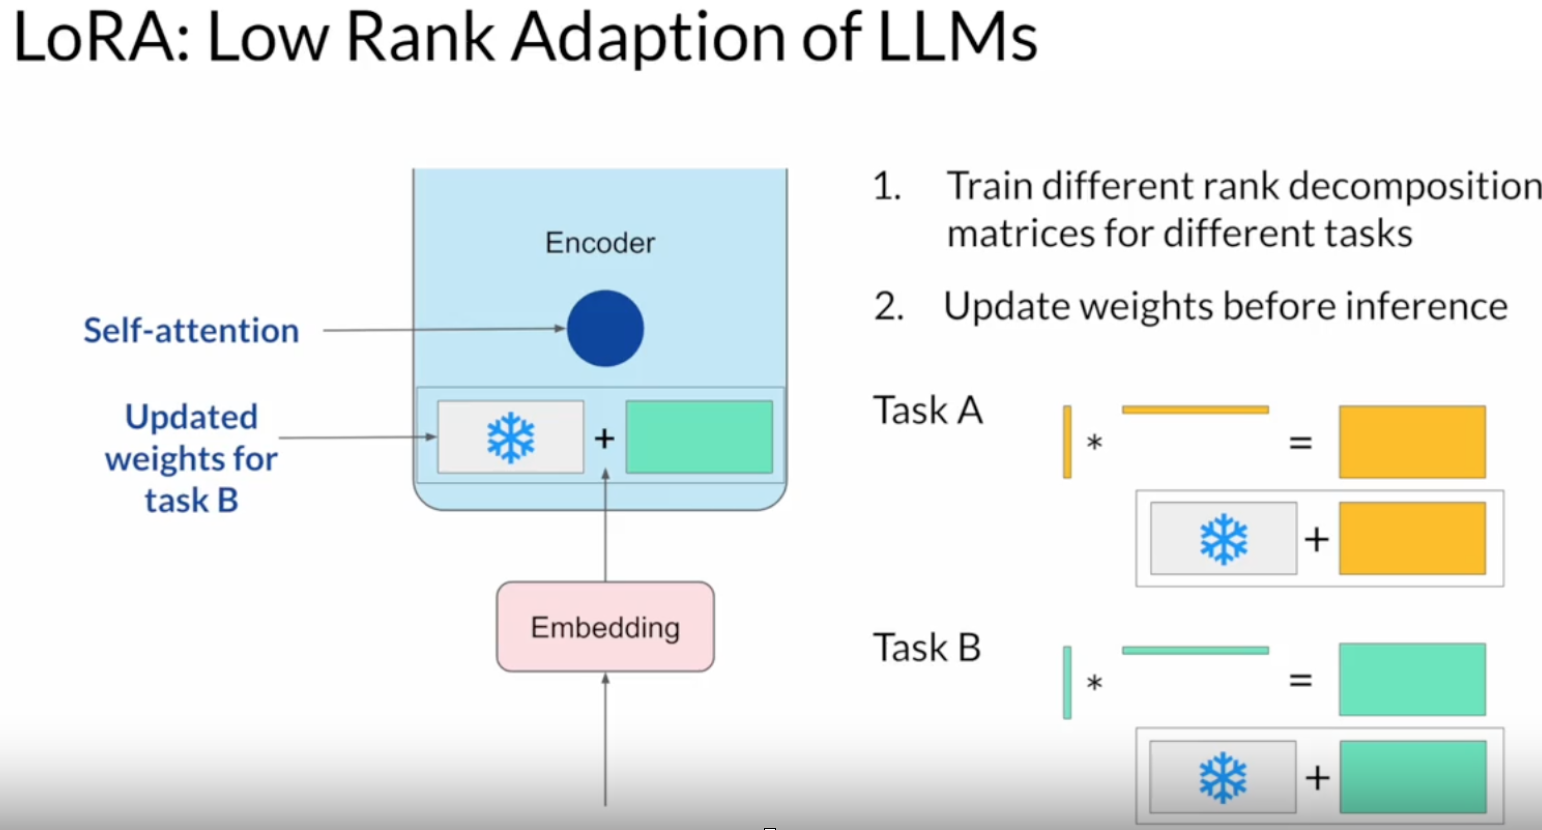 LoRA: Low Rank Adaption of LLMs
Encoder
Self-attention
Updated
weights for
task B
+
Embedding
1. Train different rank decomposition
matrices for different tasks
2. Update weights before inference
Task A
* =
+
Task B
* =
+